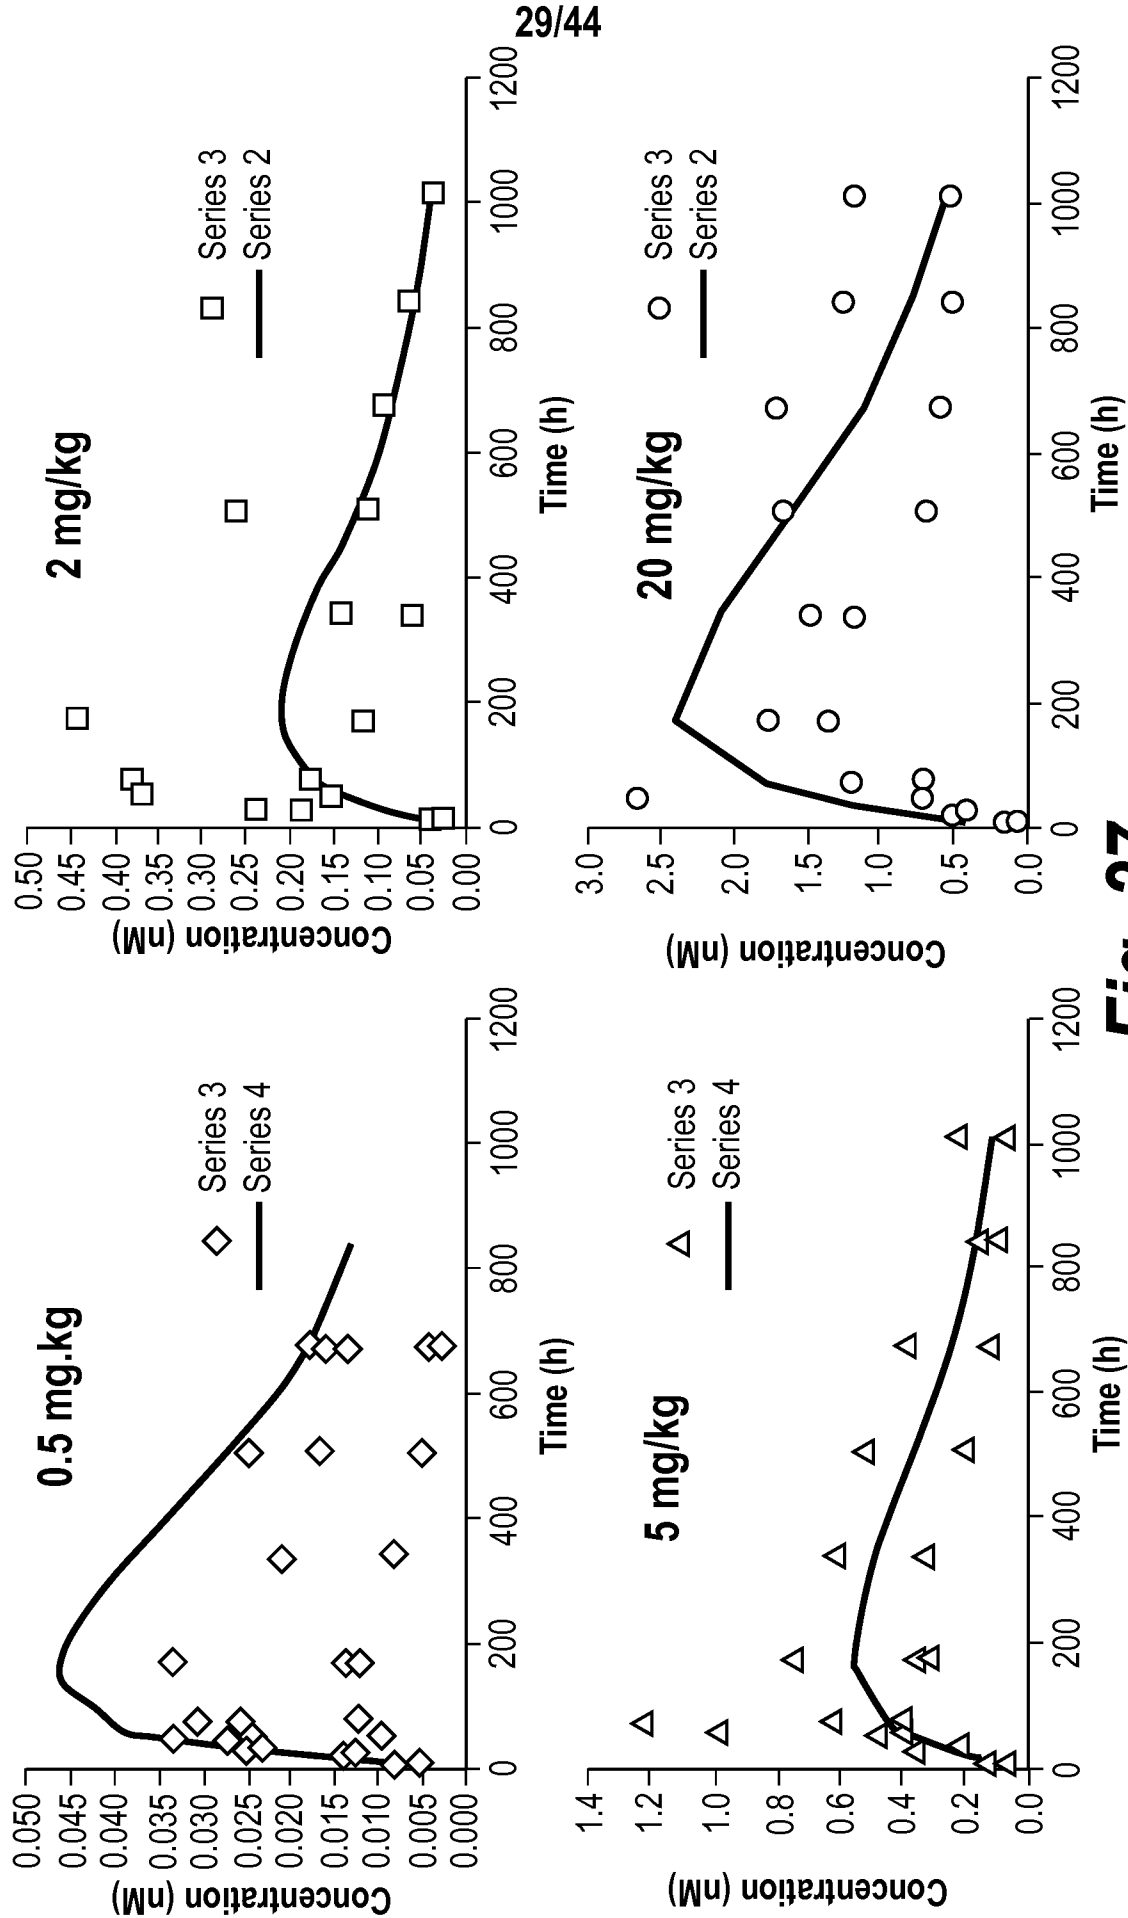 29/44
0.5 mg.kg
Concentration (nM)
0.050
0.045
0.040
0.035
0.030
0.025
0.020
0.015
0.010
0.005
0.000
0 200 400 600 800 1000 1200
Time (h)
Series 3
Series 4
2 mg/kg
Concentration (nM)
0.50
0.45
0.40
0.35
0.30
0.25
0.20
0.15
0.10
0.05
0.00
0 200 400 600 800 1000 1200
Time (h)
Series 3
Series 2
5 mg/kg
Concentration (nM)
1.4
1.2
1.0
0.8
0.6
0.4
0.2
0.0
0 200 400 600 800 1000 1200
Time (h)
Series 3
Series 4
20 mg/kg
Concentration (nM)
3.0
2.5
2.0
1.5
1.0
0.5
0.0
0 200 400 600 800 1000 1200
Time (h)
Series 3
Series 2